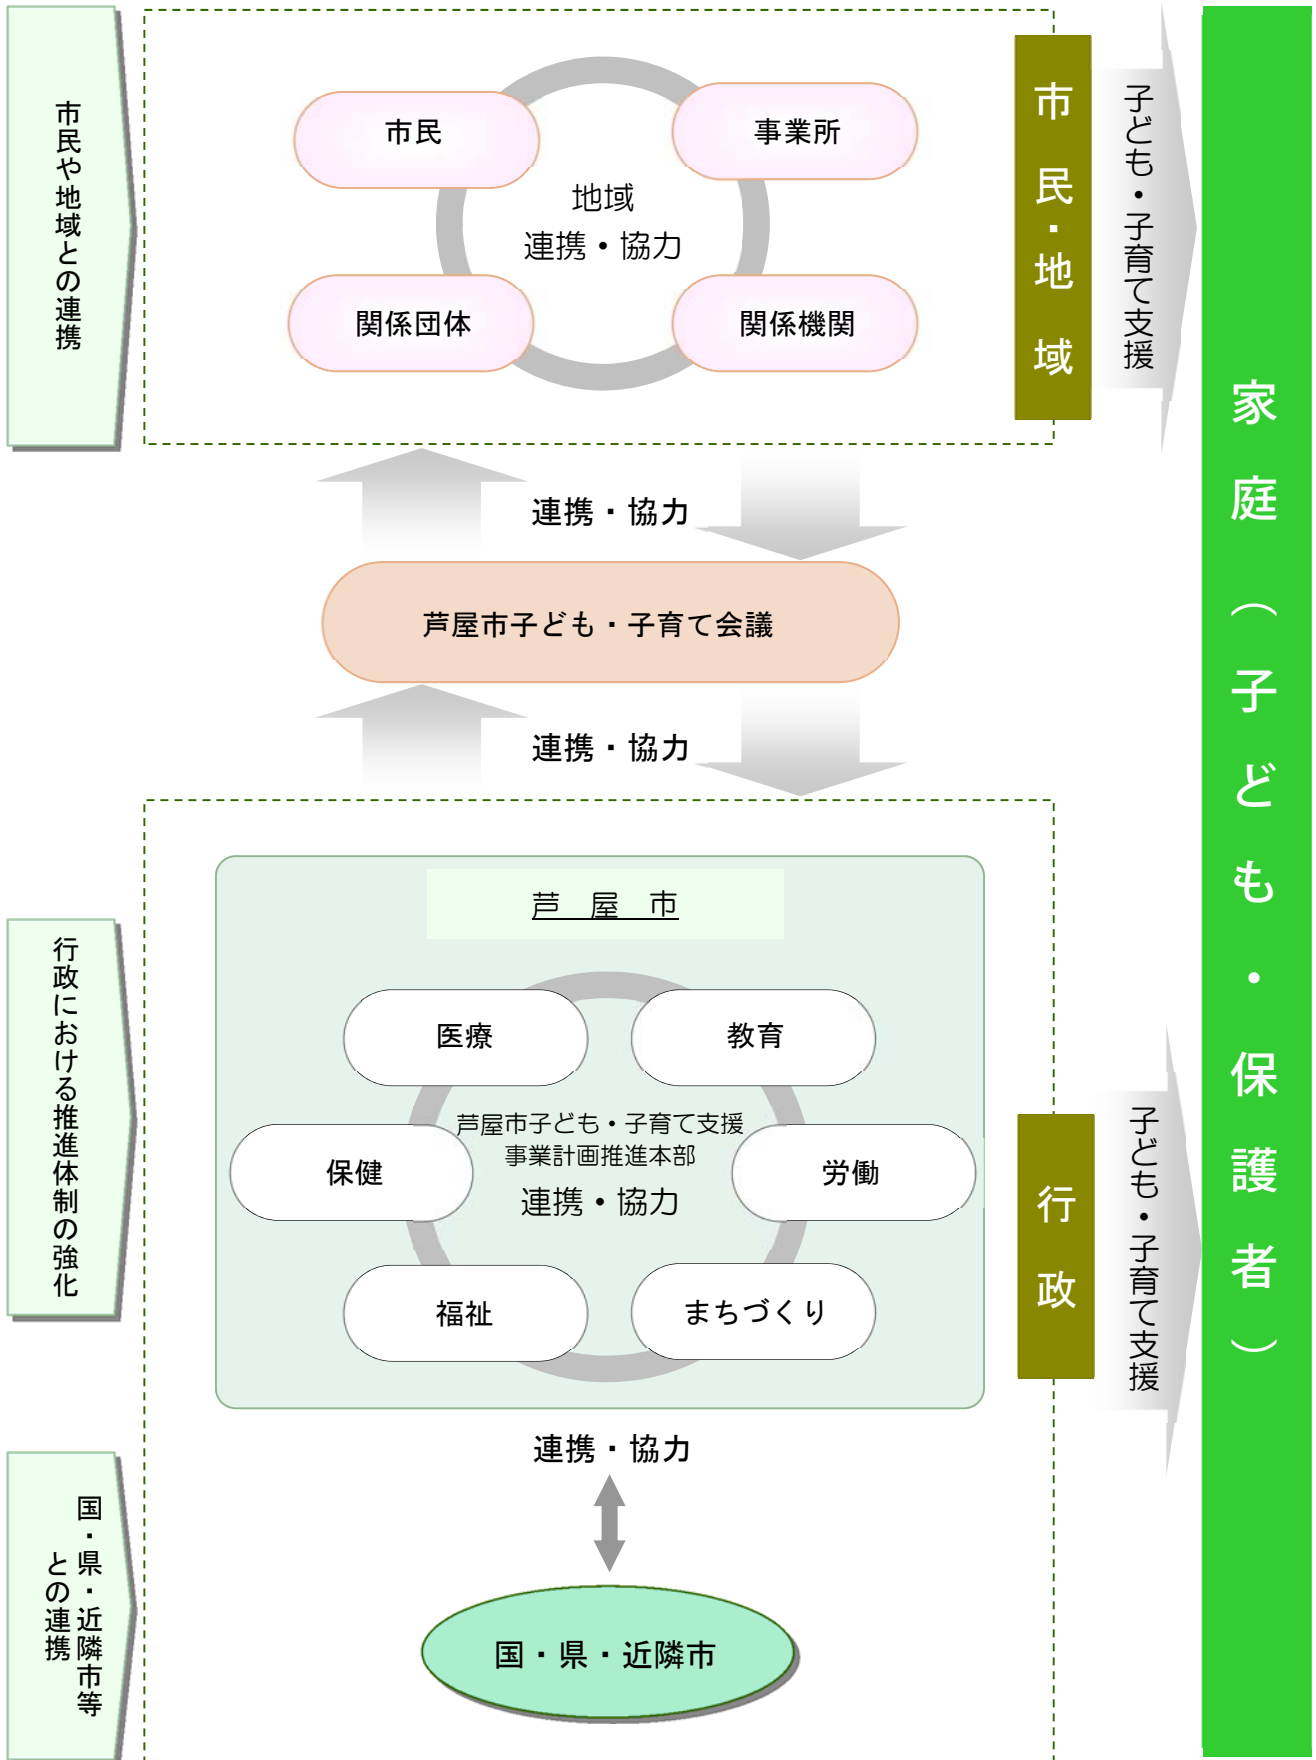 市民や地域との連携
市民
事業所
地域
連携・協力
関係団体
関係機関
市民・地域
子ども・子育て支援
連携・協力
芦屋市子ども・子育て会議
連携・協力
家庭（子ども・保護者）
行政における推進体制の強化
芦　屋　市
医療
教育
芦屋市子ども・子育て支援
事業計画推進本部
連携・協力
保健
労働
福祉
まちづくり
行政
子ども・子育て支援
連携・協力
国・県・近隣市等
との連携
国・県・近隣市